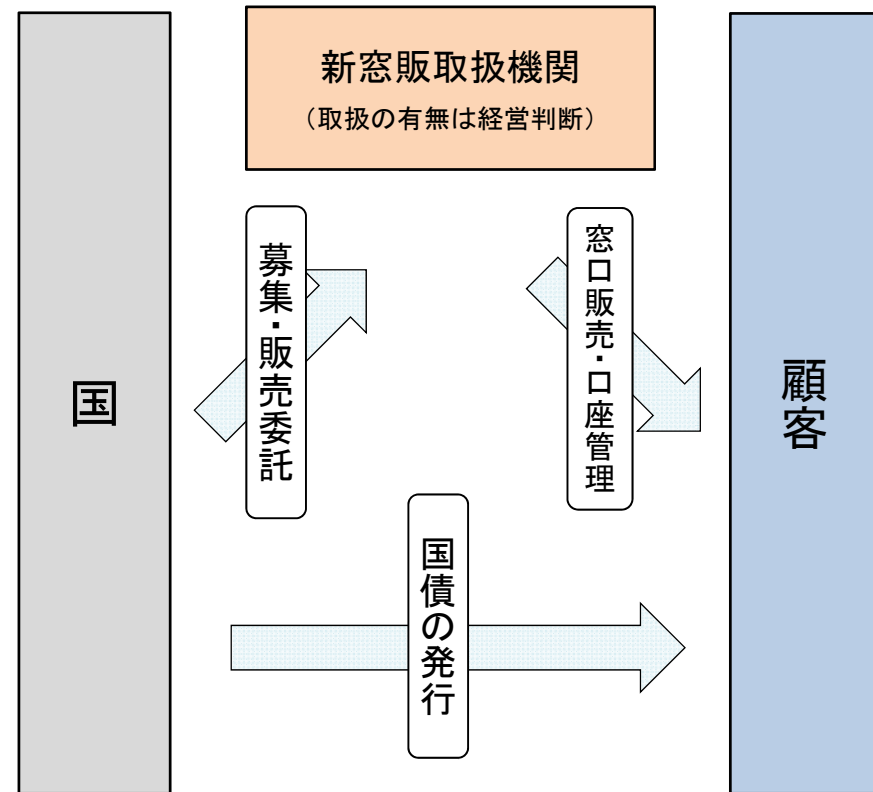 新窓販取扱機関
（取扱の有無は経営判断）
国
募集・販売委託
窓口販売・口座管理
顧客
国債の発行